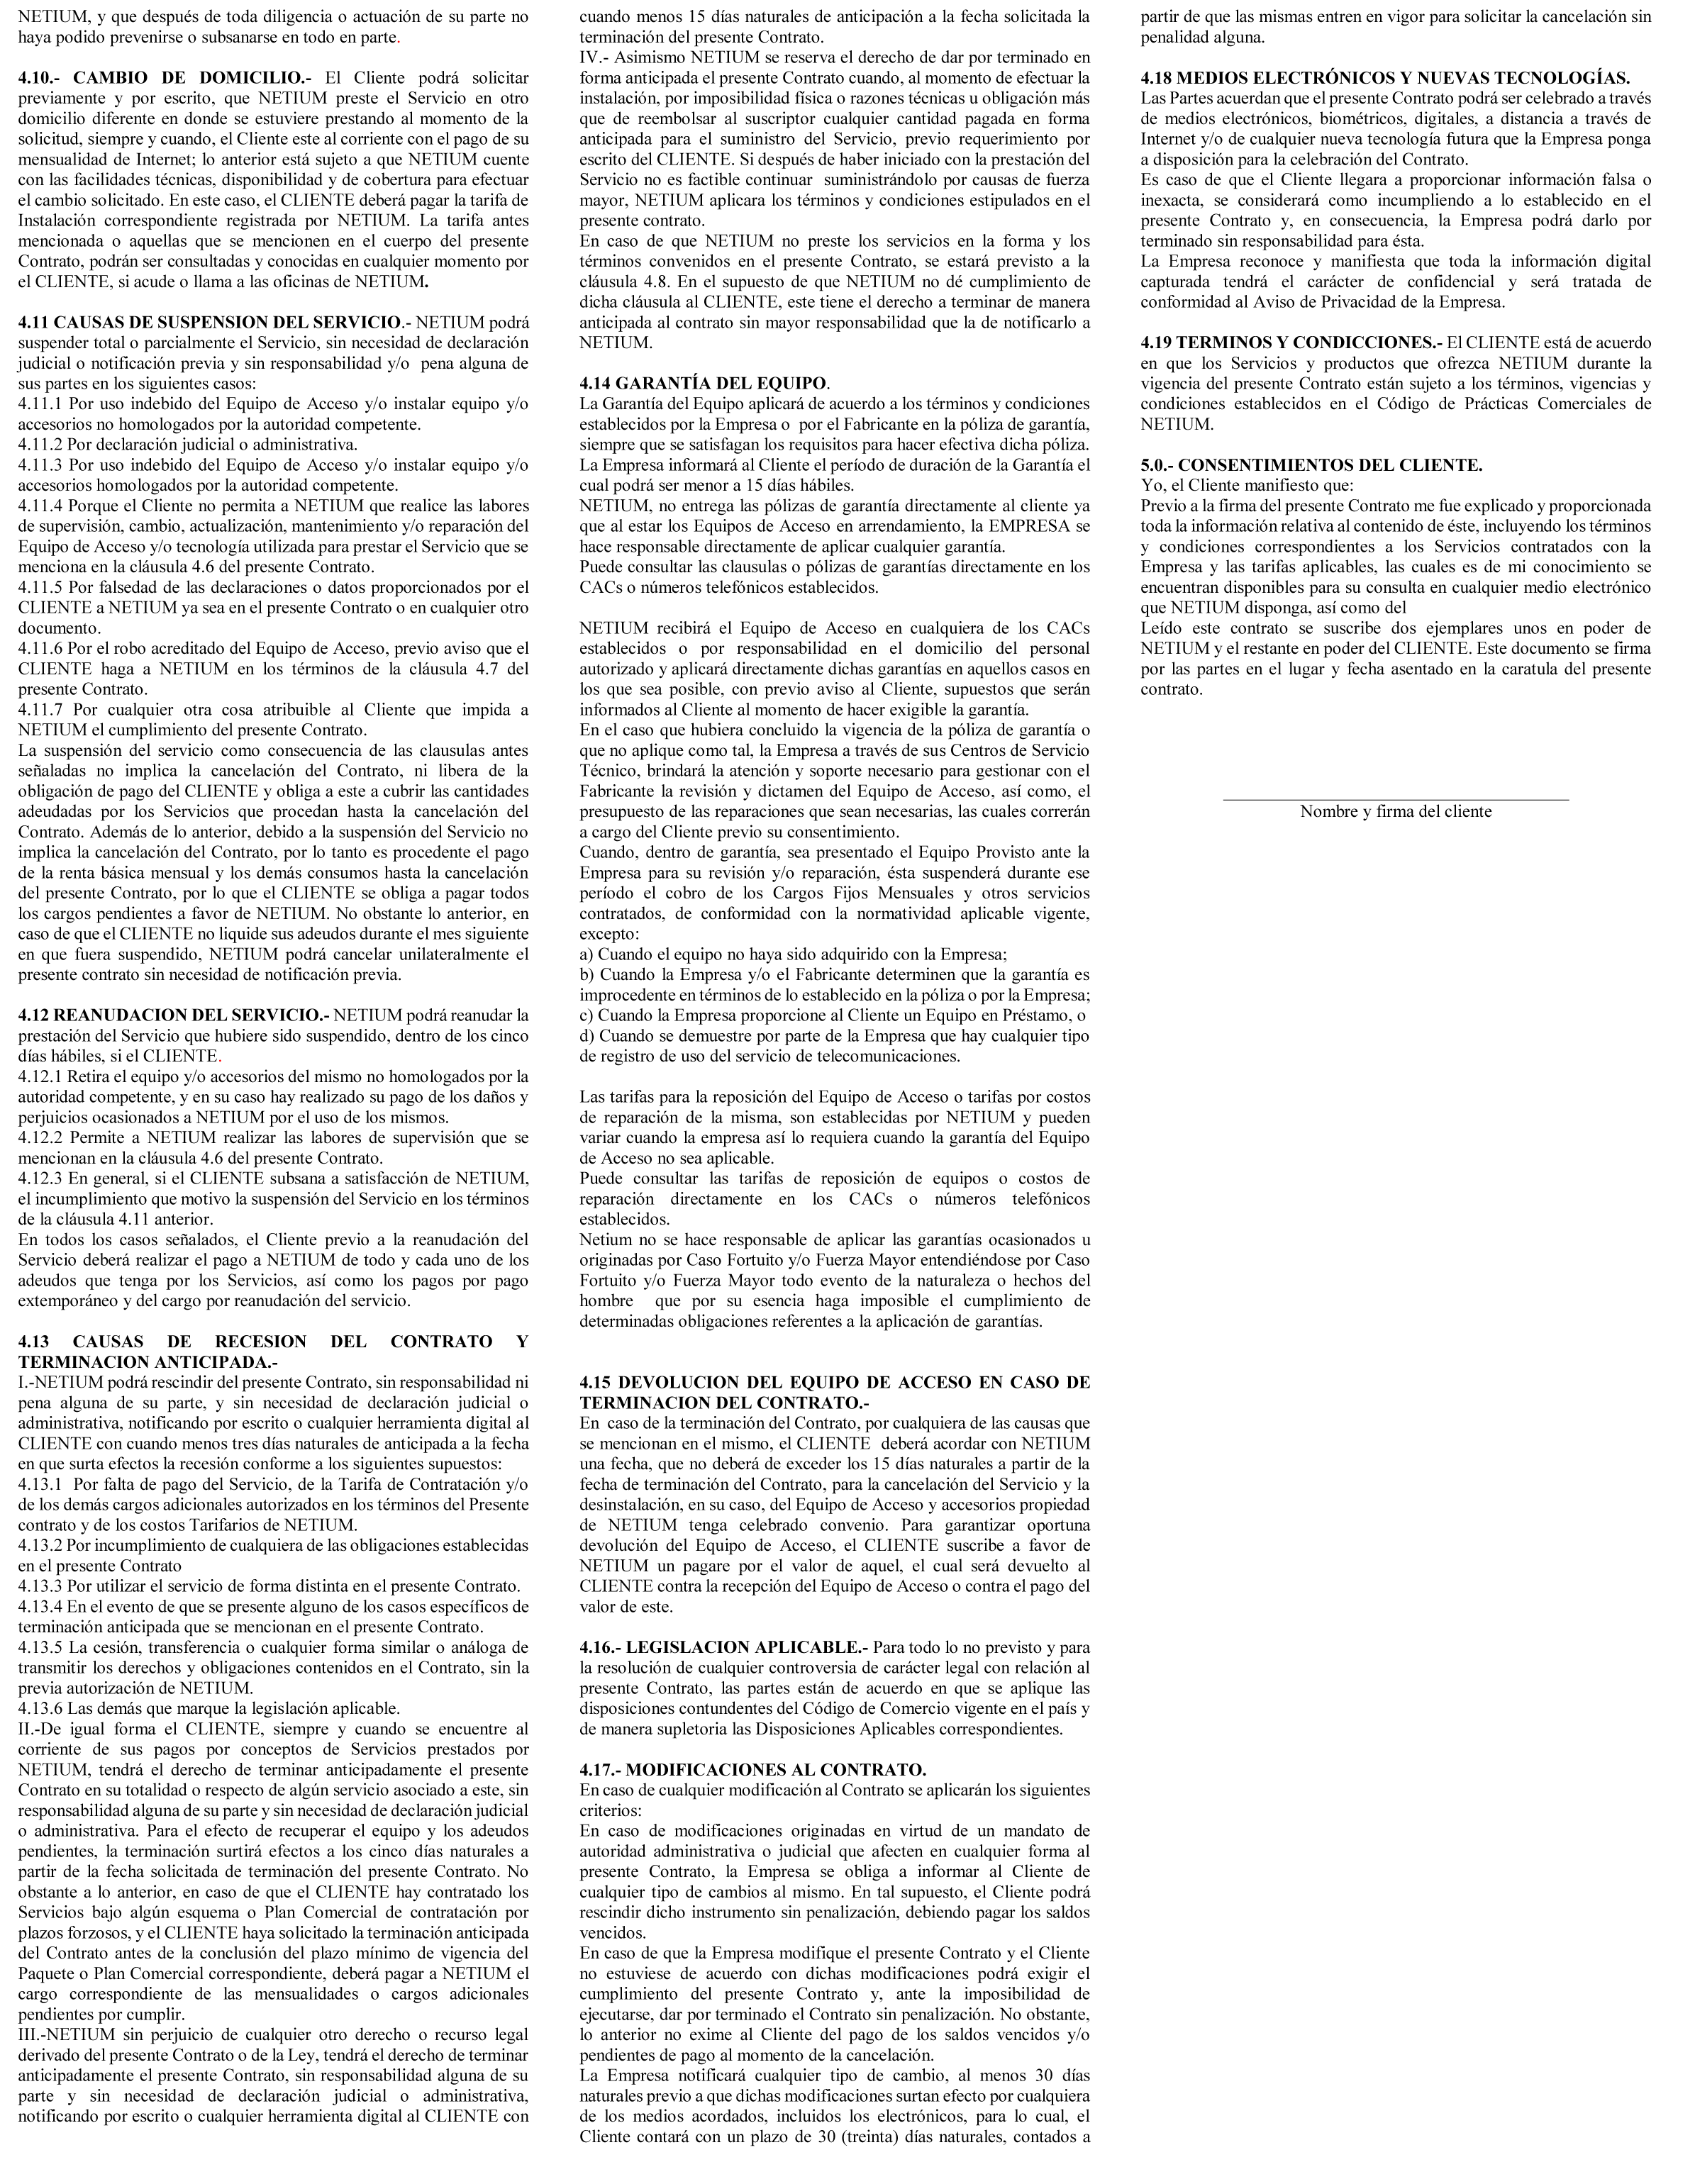 NETIUM, y que después de toda diligencia o actuación de su parte no
haya podido prevenirse o subsanarse en todo en parte.
4.10.- CAMBIO DE DOMICILIO.- El Cliente podrá solicitar
previamente y por escrito, que NETIUM preste el Servicio en otro
domicilio diferente en donde se estuviere prestando al momento de la
solicitud, siempre y cuando, el Cliente este al corriente con el pago de su
mensualidad de Internet; lo anterior está sujeto a que NETIUM cuente
con las facilidades técnicas, disponibilidad y de cobertura para efectuar
el cambio solicitado. En este caso, el CLIENTE deberá pagar la tarifa de
Instalación correspondiente registrada por NETIUM. La tarifa antes
mencionada o aquellas que se mencionen en el cuerpo del presente
Contrato, podrán ser consultadas y conocidas en cualquier momento por
el CLIENTE, si acude o llama a las oficinas de NETIUM.
4.11 CAUSAS DE SUSPENSION DEL SERVICIO.- NETIUM podrá
suspender total o parcialmente el Servicio, sin necesidad de declaración
judicial o notificación previa y sin responsabilidad y/o pena alguna de
sus partes en los siguientes casos:
4.11.1 Por uso indebido del Equipo de Acceso y/o instalar equipo y/o
accesorios no homologados por la autoridad competente.
4.11.2 Por declaración judicial o administrativa.
4.11.3 Por uso indebido del Equipo de Acceso y/o instalar equipo y/o
accesorios homologados por la autoridad competente.
4.11.4 Porque el Cliente no permita a NETIUM que realice las labores
de supervisión, cambio, actualización, mantenimiento y/o reparación del
Equipo de Acceso y/o tecnología utilizada para prestar el Servicio que se
menciona en la cláusula 4.6 del presente Contrato.
4.11.5 Por falsedad de las declaraciones o datos proporcionados por el
CLIENTE a NETIUM ya sea en el presente Contrato o en cualquier otro
documento.
4.11.6 Por el robo acreditado del Equipo de Acceso, previo aviso que el
CLIENTE haga a NETIUM en los términos de la cláusula 4.7 del
presente Contrato.
4.11.7 Por cualquier otra cosa atribuible al Cliente que impida a
NETIUM el cumplimiento del presente Contrato.
La suspensión del servicio como consecuencia de las clausulas antes
señaladas no implica la cancelación del Contrato, ni libera de la
obligación de pago del CLIENTE y obliga a este a cubrir las cantidades
adeudadas por los Servicios que procedan hasta la cancelación del
Contrato. Además de lo anterior, debido a la suspensión del Servicio no
implica la cancelación del Contrato, por lo tanto es procedente el pago
de la renta básica mensual y los demás consumos hasta la cancelación
del presente Contrato, por lo que el CLIENTE se obliga a pagar todos
los cargos pendientes a favor de NETIUM. No obstante lo anterior, en
caso de que el CLIENTE no liquide sus adeudos durante el mes siguiente
en que fuera suspendido, NETIUM podrá cancelar unilateralmente el
presente contrato sin necesidad de notificación previa.
4.12 REANUDACION DEL SERVICIO.- NETIUM podrá reanudar la
prestación del Servicio que hubiere sido suspendido, dentro de los cinco
días hábiles, si el CLIENTE.
4.12.1 Retira el equipo y/o accesorios del mismo no homologados por la
autoridad competente, y en su caso hay realizado su pago de los daños y
perjuicios ocasionados a NETIUM por el uso de los mismos.
4.12.2 Permite a NETIUM realizar las labores de supervisión que se
mencionan en la cláusula 4.6 del presente Contrato.
4.12.3 En general, si el CLIENTE subsana a satisfacción de NETIUM,
el incumplimiento que motivo la suspensión del Servicio en los términos
de la cláusula 4.11 anterior.
En todos los casos señalados, el Cliente previo a la reanudación del
Servicio deberá realizar el pago a NETIUM de todo y cada uno de los
adeudos que tenga por los Servicios, así como los pagos por pago
extemporáneo y del cargo por reanudación del servicio.
4.13 CAUSAS DE RECESION DEL CONTRATO Y
TERMINACION ANTICIPADA.-
I.-NETIUM podrá rescindir del presente Contrato, sin responsabilidad ni
pena alguna de su parte, y sin necesidad de declaración judicial o
administrativa, notificando por escrito o cualquier herramienta digital al
CLIENTE con cuando menos tres días naturales de anticipada a la fecha
en que surta efectos la recesión conforme a los siguientes supuestos:
4.13.1 Por falta de pago del Servicio, de la Tarifa de Contratación y/o
de los demás cargos adicionales autorizados en los términos del Presente
contrato y de los costos Tarifarios de NETIUM.
4.13.2 Por incumplimiento de cualquiera de las obligaciones establecidas
en el presente Contrato
4.13.3 Por utilizar el servicio de forma distinta en el presente Contrato.
4.13.4 En el evento de que se presente alguno de los casos específicos de
terminación anticipada que se mencionan en el presente Contrato.
4.13.5 La cesión, transferencia o cualquier forma similar o análoga de
transmitir los derechos y obligaciones contenidos en el Contrato, sin la
previa autorización de NETIUM.
4.13.6 Las demás que marque la legislación aplicable.
II.-De igual forma el CLIENTE, siempre y cuando se encuentre al
corriente de sus pagos por conceptos de Servicios prestados por
NETIUM, tendrá el derecho de terminar anticipadamente el presente
Contrato en su totalidad o respecto de algún servicio asociado a este, sin
responsabilidad alguna de su parte y sin necesidad de declaración judicial
o administrativa. Para el efecto de recuperar el equipo y los adeudos
pendientes, la terminación surtirá efectos a los cinco días naturales a
partir de la fecha solicitada de terminación del presente Contrato. No
obstante a lo anterior, en caso de que el CLIENTE hay contratado los
Servicios bajo algún esquema o Plan Comercial de contratación por
plazos forzosos, y el CLIENTE haya solicitado la terminación anticipada
del Contrato antes de la conclusión del plazo mínimo de vigencia del
Paquete o Plan Comercial correspondiente, deberá pagar a NETIUM el
cargo correspondiente de las mensualidades o cargos adicionales
pendientes por cumplir.
III.-NETIUM sin perjuicio de cualquier otro derecho o recurso legal
derivado del presente Contrato o de la Ley, tendrá el derecho de terminar
anticipadamente el presente Contrato, sin responsabilidad alguna de su
parte y sin necesidad de declaración judicial o administrativa,
notificando por escrito o cualquier herramienta digital al CLIENTE con
cuando menos 15 días naturales de anticipación a la fecha solicitada la
terminación del presente Contrato.
IV.- Asimismo NETIUM se reserva el derecho de dar por terminado en
forma anticipada el presente Contrato cuando, al momento de efectuar la
instalación, por imposibilidad física o razones técnicas u obligación más
que de reembolsar al suscriptor cualquier cantidad pagada en forma
anticipada para el suministro del Servicio, previo requerimiento por
escrito del CLIENTE. Si después de haber iniciado con la prestación del
Servicio no es factible continuar suministrándolo por causas de fuerza
mayor, NETIUM aplicara los términos y condiciones estipulados en el
presente contrato.
En caso de que NETIUM no preste los servicios en la forma y los
términos convenidos en el presente Contrato, se estará previsto a la
cláusula 4.8. En el supuesto de que NETIUM no dé cumplimiento de
dicha cláusula al CLIENTE, este tiene el derecho a terminar de manera
anticipada al contrato sin mayor responsabilidad que la de notificarlo a
NETIUM.
4.14 GARANTÍA DEL EQUIPO.
La Garantía del Equipo aplicará de acuerdo a los términos y condiciones
establecidos por la Empresa o por el Fabricante en la póliza de garantía,
siempre que se satisfagan los requisitos para hacer efectiva dicha póliza.
La Empresa informará al Cliente el período de duración de la Garantía el
cual podrá ser menor a 15 días hábiles.
NETIUM, no entrega las pólizas de garantía directamente al cliente ya
que al estar los Equipos de Acceso en arrendamiento, la EMPRESA se
hace responsable directamente de aplicar cualquier garantía.
Puede consultar las clausulas o pólizas de garantías directamente en los
CACs o números telefónicos establecidos.
NETIUM recibirá el Equipo de Acceso en cualquiera de los CACs
establecidos o por responsabilidad en el domicilio del personal
autorizado y aplicará directamente dichas garantías en aquellos casos en
los que sea posible, con previo aviso al Cliente, supuestos que serán
informados al Cliente al momento de hacer exigible la garantía.
En el caso que hubiera concluido la vigencia de la póliza de garantía o
que no aplique como tal, la Empresa a través de sus Centros de Servicio
Técnico, brindará la atención y soporte necesario para gestionar con el
Fabricante la revisión y dictamen del Equipo de Acceso, así como, el
presupuesto de las reparaciones que sean necesarias, las cuales correrán
a cargo del Cliente previo su consentimiento.
Cuando, dentro de garantía, sea presentado el Equipo Provisto ante la
Empresa para su revisión y/o reparación, ésta suspenderá durante ese
período el cobro de los Cargos Fijos Mensuales y otros servicios
contratados, de conformidad con la normatividad aplicable vigente,
excepto:
a) Cuando el equipo no haya sido adquirido con la Empresa;
b) Cuando la Empresa y/o el Fabricante determinen que la garantía es
improcedente en términos de lo establecido en la póliza o por la Empresa;
c) Cuando la Empresa proporcione al Cliente un Equipo en Préstamo, o
d) Cuando se demuestre por parte de la Empresa que hay cualquier tipo
de registro de uso del servicio de telecomunicaciones.
Las tarifas para la reposición del Equipo de Acceso o tarifas por costos
de reparación de la misma, son establecidas por NETIUM y pueden
variar cuando la empresa así lo requiera cuando la garantía del Equipo
de Acceso no sea aplicable.
Puede consultar las tarifas de reposición de equipos o costos de
reparación directamente en los CACs o números telefónicos
establecidos.
Netium no se hace responsable de aplicar las garantías ocasionados u
originadas por Caso Fortuito y/o Fuerza Mayor entendiéndose por Caso
Fortuito y/o Fuerza Mayor todo evento de la naturaleza o hechos del
hombre que por su esencia haga imposible el cumplimiento de
determinadas obligaciones referentes a la aplicación de garantías.
4.15 DEVOLUCION DEL EQUIPO DE ACCESO EN CASO DE
TERMINACION DEL CONTRATO.-
En caso de la terminación del Contrato, por cualquiera de las causas que
se mencionan en el mismo, el CLIENTE deberá acordar con NETIUM
una fecha, que no deberá de exceder los 15 días naturales a partir de la
fecha de terminación del Contrato, para la cancelación del Servicio y la
desinstalación, en su caso, del Equipo de Acceso y accesorios propiedad
de NETIUM tenga celebrado convenio. Para garantizar oportuna
devolución del Equipo de Acceso, el CLIENTE suscribe a favor de
NETIUM un pagare por el valor de aquel, el cual será devuelto al
CLIENTE contra la recepción del Equipo de Acceso o contra el pago del
valor de este.
4.16.- LEGISLACION APLICABLE.- Para todo lo no previsto y para
la resolución de cualquier controversia de carácter legal con relación al
presente Contrato, las partes están de acuerdo en que se aplique las
disposiciones contundentes del Código de Comercio vigente en el país y
de manera supletoria las Disposiciones Aplicables correspondientes.
4.17.- MODIFICACIONES AL CONTRATO.
En caso de cualquier modificación al Contrato se aplicarán los siguientes
criterios:
En caso de modificaciones originadas en virtud de un mandato de
autoridad administrativa o judicial que afecten en cualquier forma al
presente Contrato, la Empresa se obliga a informar al Cliente de
cualquier tipo de cambios al mismo. En tal supuesto, el Cliente podrá
rescindir dicho instrumento sin penalización, debiendo pagar los saldos
vencidos.
En caso de que la Empresa modifique el presente Contrato y el Cliente
no estuviese de acuerdo con dichas modificaciones podrá exigir el
cumplimiento del presente Contrato y, ante la imposibilidad de
ejecutarse, dar por terminado el Contrato sin penalización. No obstante,
lo anterior no exime al Cliente del pago de los saldos vencidos y/o
pendientes de pago al momento de la cancelación.
La Empresa notificará cualquier tipo de cambio, al menos 30 días
naturales previo a que dichas modificaciones surtan efecto por cualquiera
de los medios acordados, incluidos los electrónicos, para lo cual, el
Cliente contará con un plazo de 30 (treinta) días naturales, contados a
partir de que las mismas entren en vigor para solicitar la cancelación sin
penalidad alguna.
4.18 MEDIOS ELECTRÓNICOS Y NUEVAS TECNOLOGÍAS.
Las Partes acuerdan que el presente Contrato podrá ser celebrado a través
de medios electrónicos, biométricos, digitales, a distancia a través de
Internet y/o de cualquier nueva tecnología futura que la Empresa ponga
a disposición para la celebración del Contrato.
Es caso de que el Cliente llegara a proporcionar información falsa o
inexacta, se considerará como incumpliendo a lo establecido en el
presente Contrato y, en consecuencia, la Empresa podrá darlo por
terminado sin responsabilidad para ésta.
La Empresa reconoce y manifiesta que toda la información digital
capturada tendrá el carácter de confidencial y será tratada de
conformidad al Aviso de Privacidad de la Empresa.
4.19 TERMINOS Y CONDICCIONES.- El CLIENTE está de acuerdo
en que los Servicios y productos que ofrezca NETIUM durante la
vigencia del presente Contrato están sujeto a los términos, vigencias y
condiciones establecidos en el Código de Prácticas Comerciales de
NETIUM.
5.0.- CONSENTIMIENTOS DEL CLIENTE.
Yo, el Cliente manifiesto que:
Previo a la firma del presente Contrato me fue explicado y proporcionada
toda la información relativa al contenido de éste, incluyendo los términos
y condiciones correspondientes a los Servicios contratados con la
Empresa y las tarifas aplicables, las cuales es de mi conocimiento se
encuentran disponibles para su consulta en cualquier medio electrónico
que NETIUM disponga, así como del
Leído este contrato se suscribe dos ejemplares unos en poder de
NETIUM y el restante en poder del CLIENTE. Este documento se firma
por las partes en el lugar y fecha asentado en la caratula del presente
contrato.
Nombre y firma del cliente